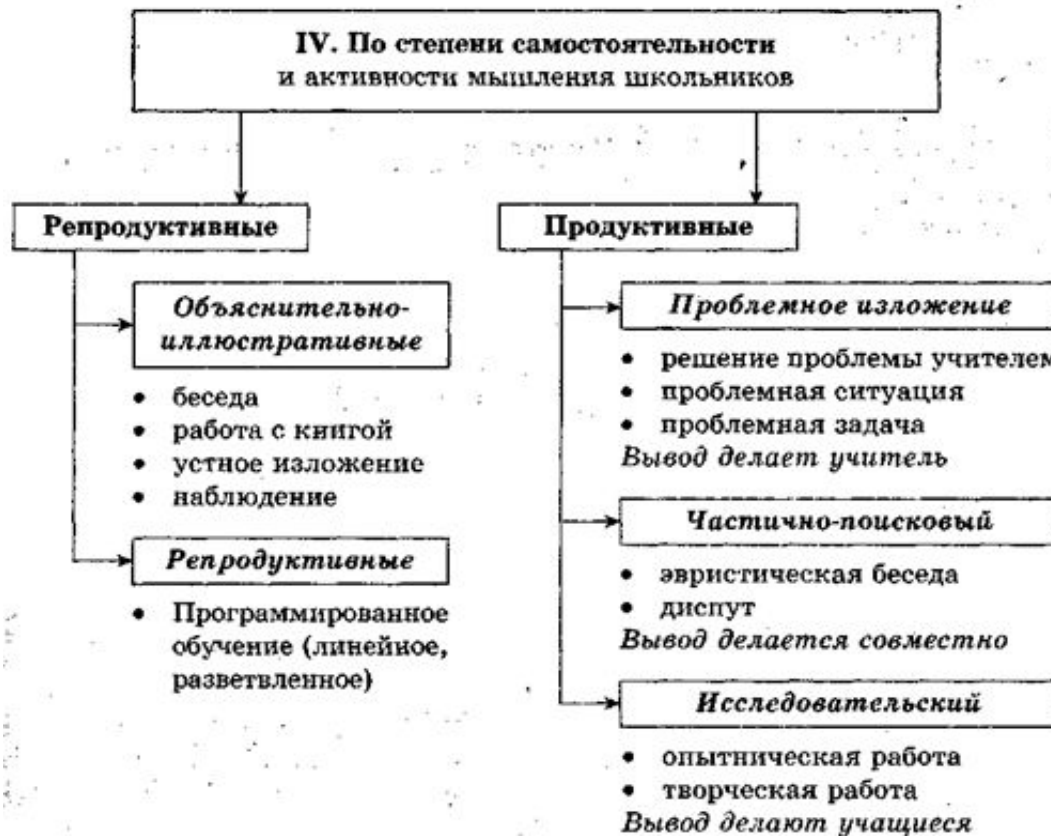 IV. По степени самостоятельности
и активности мышления школьников
Репродуктивные
Объяснительно-
иллюстративные
• беседа
• работа с книгой
• устное изложение
• наблюдение
Репродуктивные
• Программированное
обучение (линейное,
разветвленное)
Продуктивные
Проблемное изложение
• решение проблемы учителем
• проблемная ситуация
• проблемная задача
Вывод делает учитель
Частично-поисковый
• эвристическая беседа
• диспут
Вывод делается совместно
Исследовательский
• опытническая работа
• творческая работа
Вывод делают учащиеся